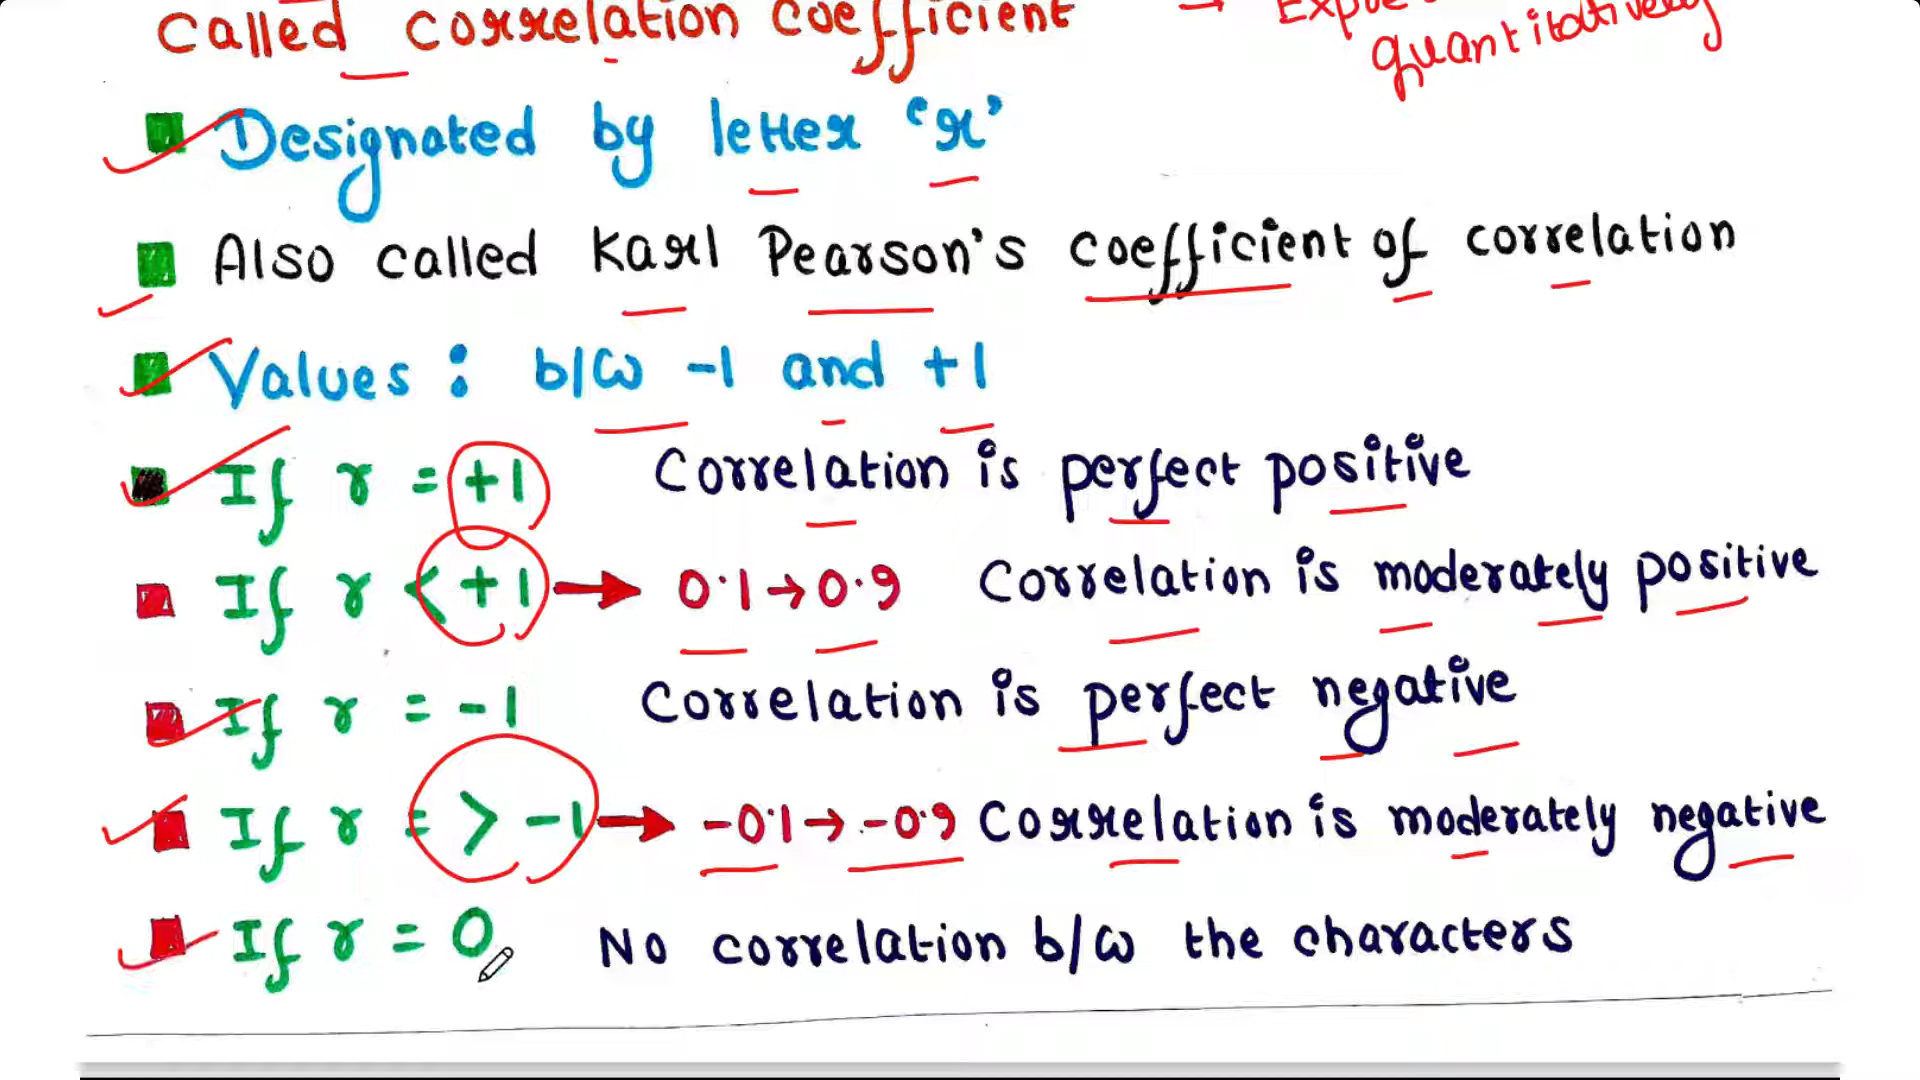 called correlation coefficient
→
quantitatively
Designated by letter 'r'
Also called Karl Pearson's coefficient of correlation
Values : b/w -1 and +1
If r = +1 Correlation is perfect positive
If r < +1 → 0.1 → 0.9 Correlation is moderately positive
If r = -1 Correlation is perfect negative
If r = > -1 → -0.1 → -0.9 Correlation is moderately negative
If r = 0 No correlation b/w the characters